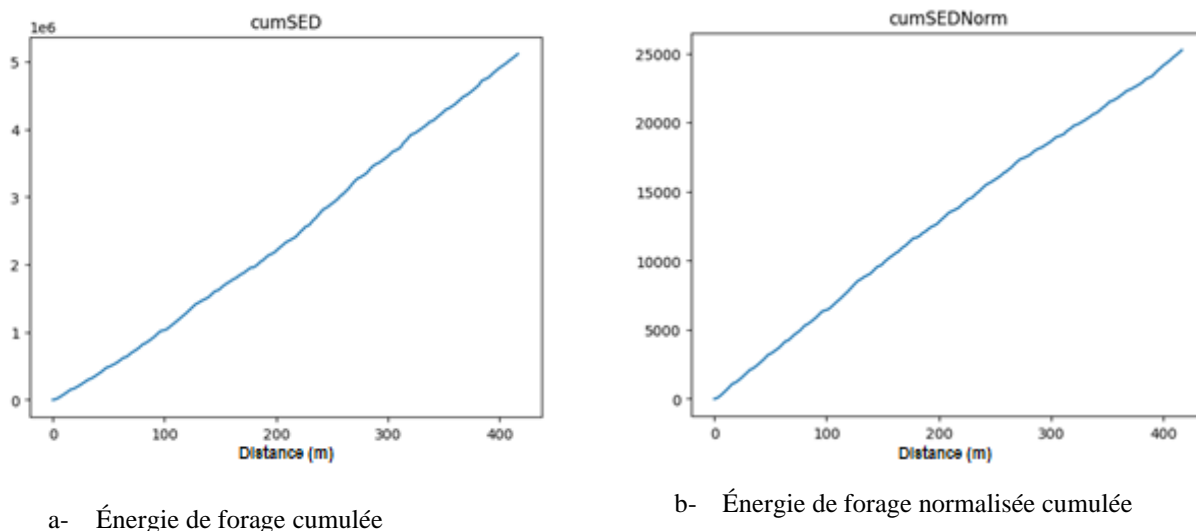 cumSED
1e6
5
4
3
2
1
0
0 100 200 300 400
Distance (m)
a- Énergie de forage cumulée
cumSEDNorm
25000
20000
15000
10000
5000
0
0 100 200 300 400
Distance (m)
b- Énergie de forage normalisée cumulée